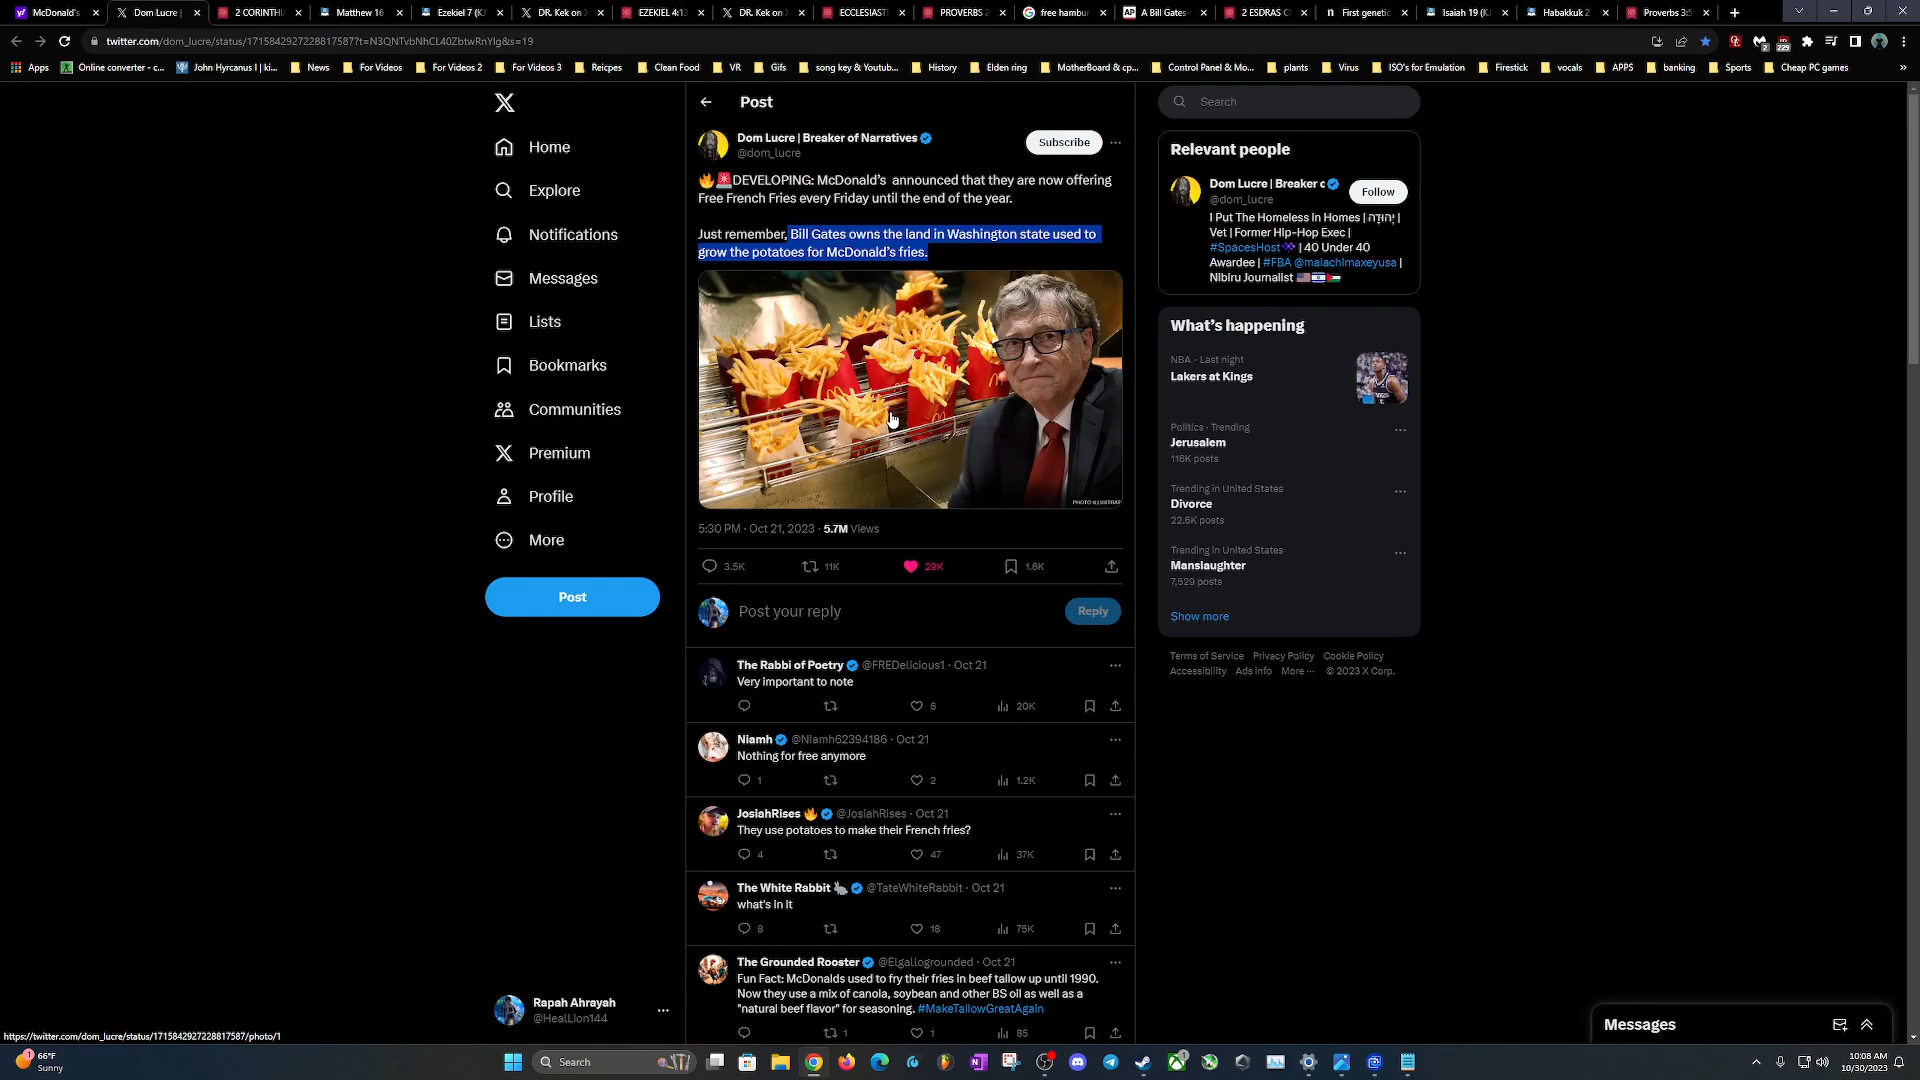 McDonald's
Dom Lucre |
2 CORINTHI
Matthew 16
Ezekiel 7 (KJ
DR. Kek on X
EZEKIEL 4:13
DR. Kek on X
ECCLESIAST
PROVERBS 2
free hambur
A Bill Gates-
2 ESDRAS C
First genetic
Isaiah 19 (KJ
Habakkuk 2
Proverbs 3:5
twitter.com/dom_lucre/status/1715842927228817587?t=N3QNTvbNhCL40ZbtwRnYIg&s=19
Apps
Online converter - c...
John Hyrcanus I | ki...
News
For Videos
For Videos 2
For Videos 3
Reicpes
Clean Food
VR
Gifs
song key & Youtub...
History
Elden ring
MotherBoard & cp...
Control Panel & Mo...
plants
Virus
ISO's for Emulation
Firestick
vocals
APPS
banking
Sports
Cheap PC games
Home
Explore
Notifications
Messages
Lists
Bookmarks
Communities
Premium
Profile
More
Post
Rapah Ahrayah
@HealLion144
Post
Dom Lucre | Breaker of Narratives
@dom_lucre
Subscribe
🔥🚨DEVELOPING: McDonald's announced that they are now offering
Free French Fries every Friday until the end of the year.
Just remember, Bill Gates owns the land in Washington state used to
grow the potatoes for McDonald's fries.
5:30 PM · Oct 21, 2023 · 5.7M Views
3.5K
11K
29K
1.6K
Post your reply
Reply
The Rabbi of Poetry @FREDelicious1 · Oct 21
Very important to note
6
20K
Niamh @Niamh62394186 · Oct 21
Nothing for free anymore
1
2
1.2K
JosiahRises 🔥 @JosiahRises · Oct 21
They use potatoes to make their French fries?
4
47
37K
The White Rabbit 🐇 @TateWhiteRabbit · Oct 21
what's in it
8
18
75K
The Grounded Rooster @Elgallogrounded · Oct 21
Fun Fact: McDonalds used to fry their fries in beef tallow up until 1990.
Now they use a mix of canola, soybean and other BS oil as well as a
"natural beef flavor" for seasoning. #MakeTallowGreatAgain
1
1
85
Search
Relevant people
Dom Lucre | Breaker c
@dom_lucre
Follow
I Put The Homeless In Homes | יְהוּדָה |
Vet | Former Hip-Hop Exec |
#SpacesHost | 40 Under 40
Awardee | #FBA @malachimaxeyusa |
Nibiru Journalist 🇺🇸🇮🇱🇵🇸
What's happening
NBA · Last night
Lakers at Kings
Politics · Trending
Jerusalem
116K posts
Trending in United States
Divorce
22.6K posts
Trending in United States
Manslaughter
7,529 posts
Show more
Terms of Service Privacy Policy Cookie Policy
Accessibility Ads info More ··· © 2023 X Corp.
Messages
https://twitter.com/dom_lucre/status/1715842927228817587/photo/1
66°F
Sunny
Search
10:08 AM
10/30/2023